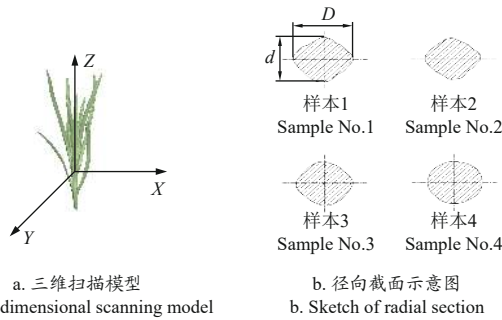 Z
X
Y
D
d
样本1
Sample No.1
样本2
Sample No.2
样本3
Sample No.3
样本4
Sample No.4
a. 三维扫描模型
dimensional scanning model
b. 径向截面示意图
b. Sketch of radial section